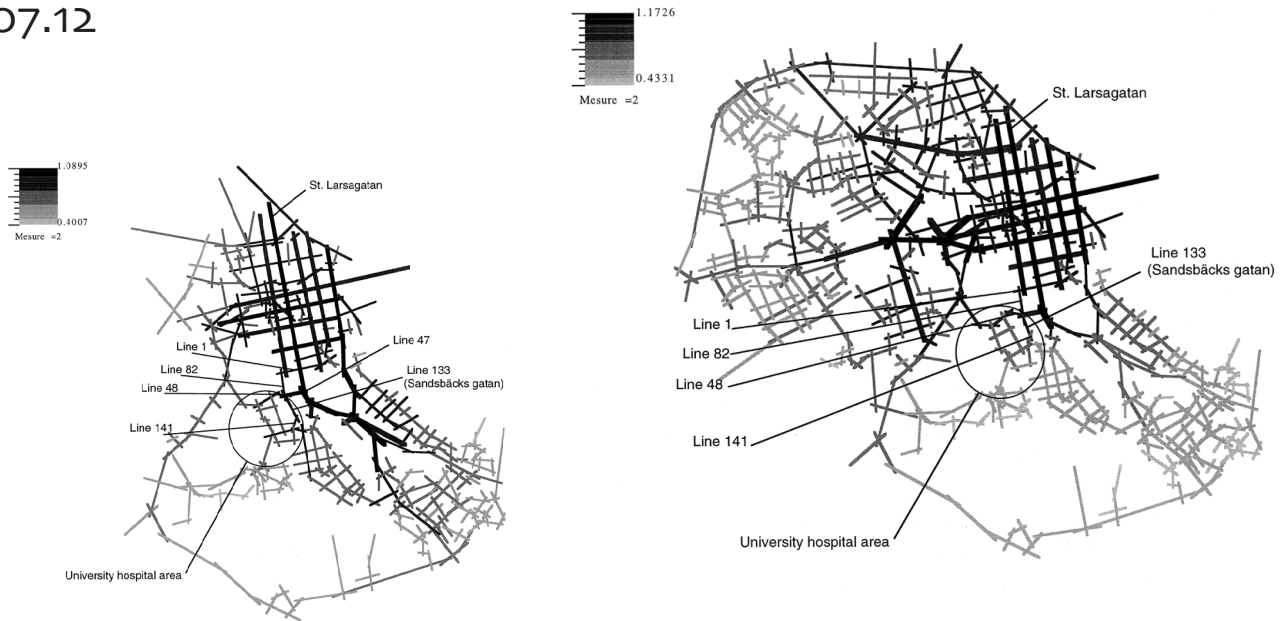 07.12
1.0895
0.4007
Mesure =2
St. Larsagatan
Line 1
Line 47
Line 82
Line 133
(Sandsbäcks gatan)
Line 48
Line 141
University hospital area
1.1726
0.4331
Mesure =2
St. Larsagatan
Line 133
(Sandsbäcks gatan)
Line 1
Line 82
Line 48
Line 141
University hospital area